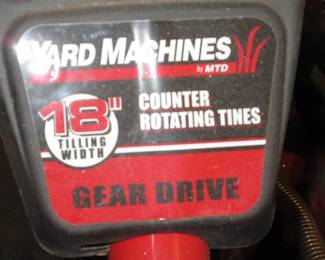 YARD MACHINES
by MTD
18"
TILLING
WIDTH
COUNTER
ROTATING TINES
GEAR DRIVE